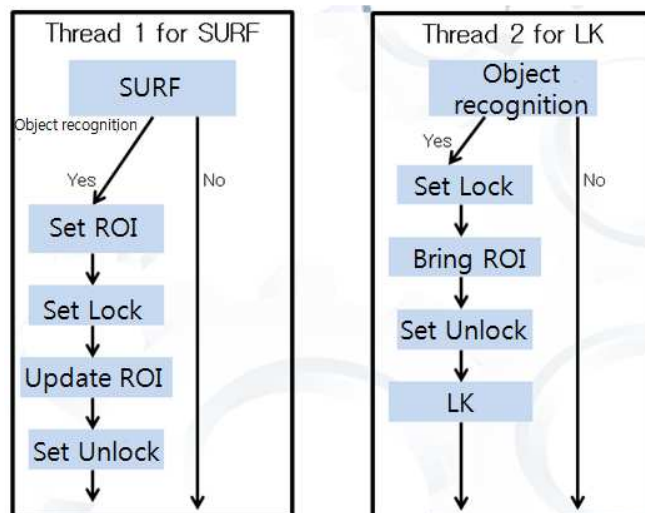 Thread 1 for SURF
SURF
Object recognition
Yes
No
Set ROI
Set Lock
Update ROI
Set Unlock
Thread 2 for LK
Object
recognition
Yes
No
Set Lock
Bring ROI
Set Unlock
LK